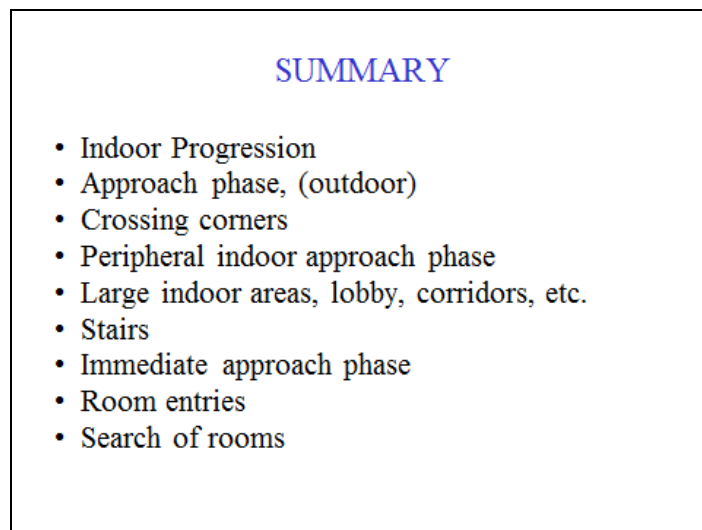 SUMMARY
• Indoor Progression
• Approach phase, (outdoor)
• Crossing corners
• Peripheral indoor approach phase
• Large indoor areas, lobby, corridors, etc.
• Stairs
• Immediate approach phase
• Room entries
• Search of rooms